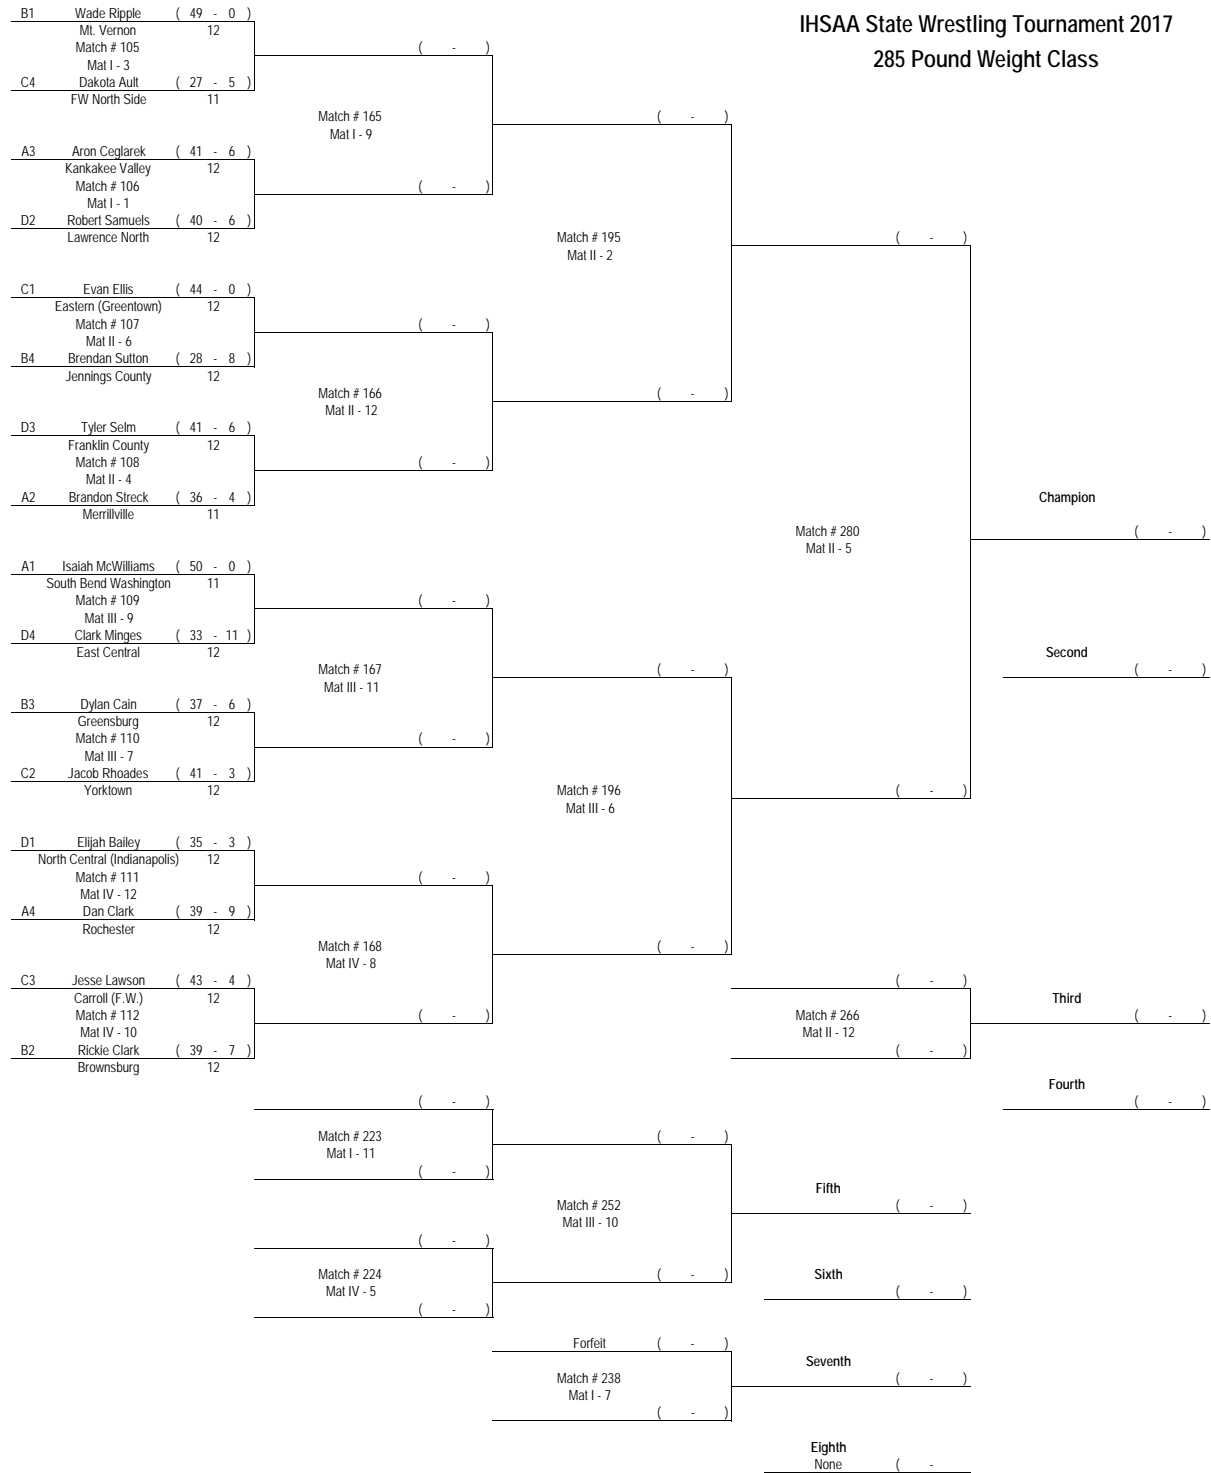 IHSAA State Wrestling Tournament 2017
285 Pound Weight Class
B1 Wade Ripple ( 49 - 0 )
Mt. Vernon 12
Match # 105
Mat I - 3
C4 Dakota Ault ( 27 - 5 )
FW North Side 11
( - )
Match # 165
Mat I - 9
( - )
A3 Aron Ceglarek ( 41 - 6 )
Kankakee Valley 12
Match # 106
Mat I - 1
( - )
D2 Robert Samuels ( 40 - 6 )
Lawrence North 12
Match # 195
Mat II - 2
( - )
C1 Evan Ellis ( 44 - 0 )
Eastern (Greentown) 12
Match # 107
Mat II - 6
( - )
B4 Brendan Sutton ( 28 - 8 )
Jennings County 12
Match # 166
Mat II - 12
( - )
D3 Tyler Selm ( 41 - 6 )
Franklin County 12
Match # 108
Mat II - 4
( - )
A2 Brandon Streck ( 36 - 4 )
Merrillville 11
Champion
Match # 280
Mat II - 5
( - )
A1 Isaiah McWilliams ( 50 - 0 )
South Bend Washington 11
Match # 109
Mat III - 9
( - )
D4 Clark Minges ( 33 - 11 )
East Central 12
Second
Match # 167
Mat III - 11
( - )
( - )
B3 Dylan Cain ( 37 - 6 )
Greensburg 12
Match # 110
Mat III - 7
( - )
C2 Jacob Rhoades ( 41 - 3 )
Yorktown 12
Match # 196
Mat III - 6
( - )
D1 Elijah Bailey ( 35 - 3 )
North Central (Indianapolis) 12
Match # 111
Mat IV - 12
( - )
A4 Dan Clark ( 39 - 9 )
Rochester 12
Match # 168
Mat IV - 8
( - )
C3 Jesse Lawson ( 43 - 4 )
Carroll (F.W.) 12
Match # 112
Mat IV - 10
( - )
B2 Rickie Clark ( 39 - 7 )
Brownsburg 12
( - )
Match # 266
Mat II - 12
( - )
Third
( - )
Fourth
( - )
( - )
Match # 223
Mat I - 11
( - )
( - )
Match # 252
Mat III - 10
Fifth
( - )
( - )
Match # 224
Mat IV - 5
( - )
( - )
Sixth
( - )
Forfeit ( - )
Match # 238
Mat I - 7
( - )
Seventh
( - )
Eighth
None ( -